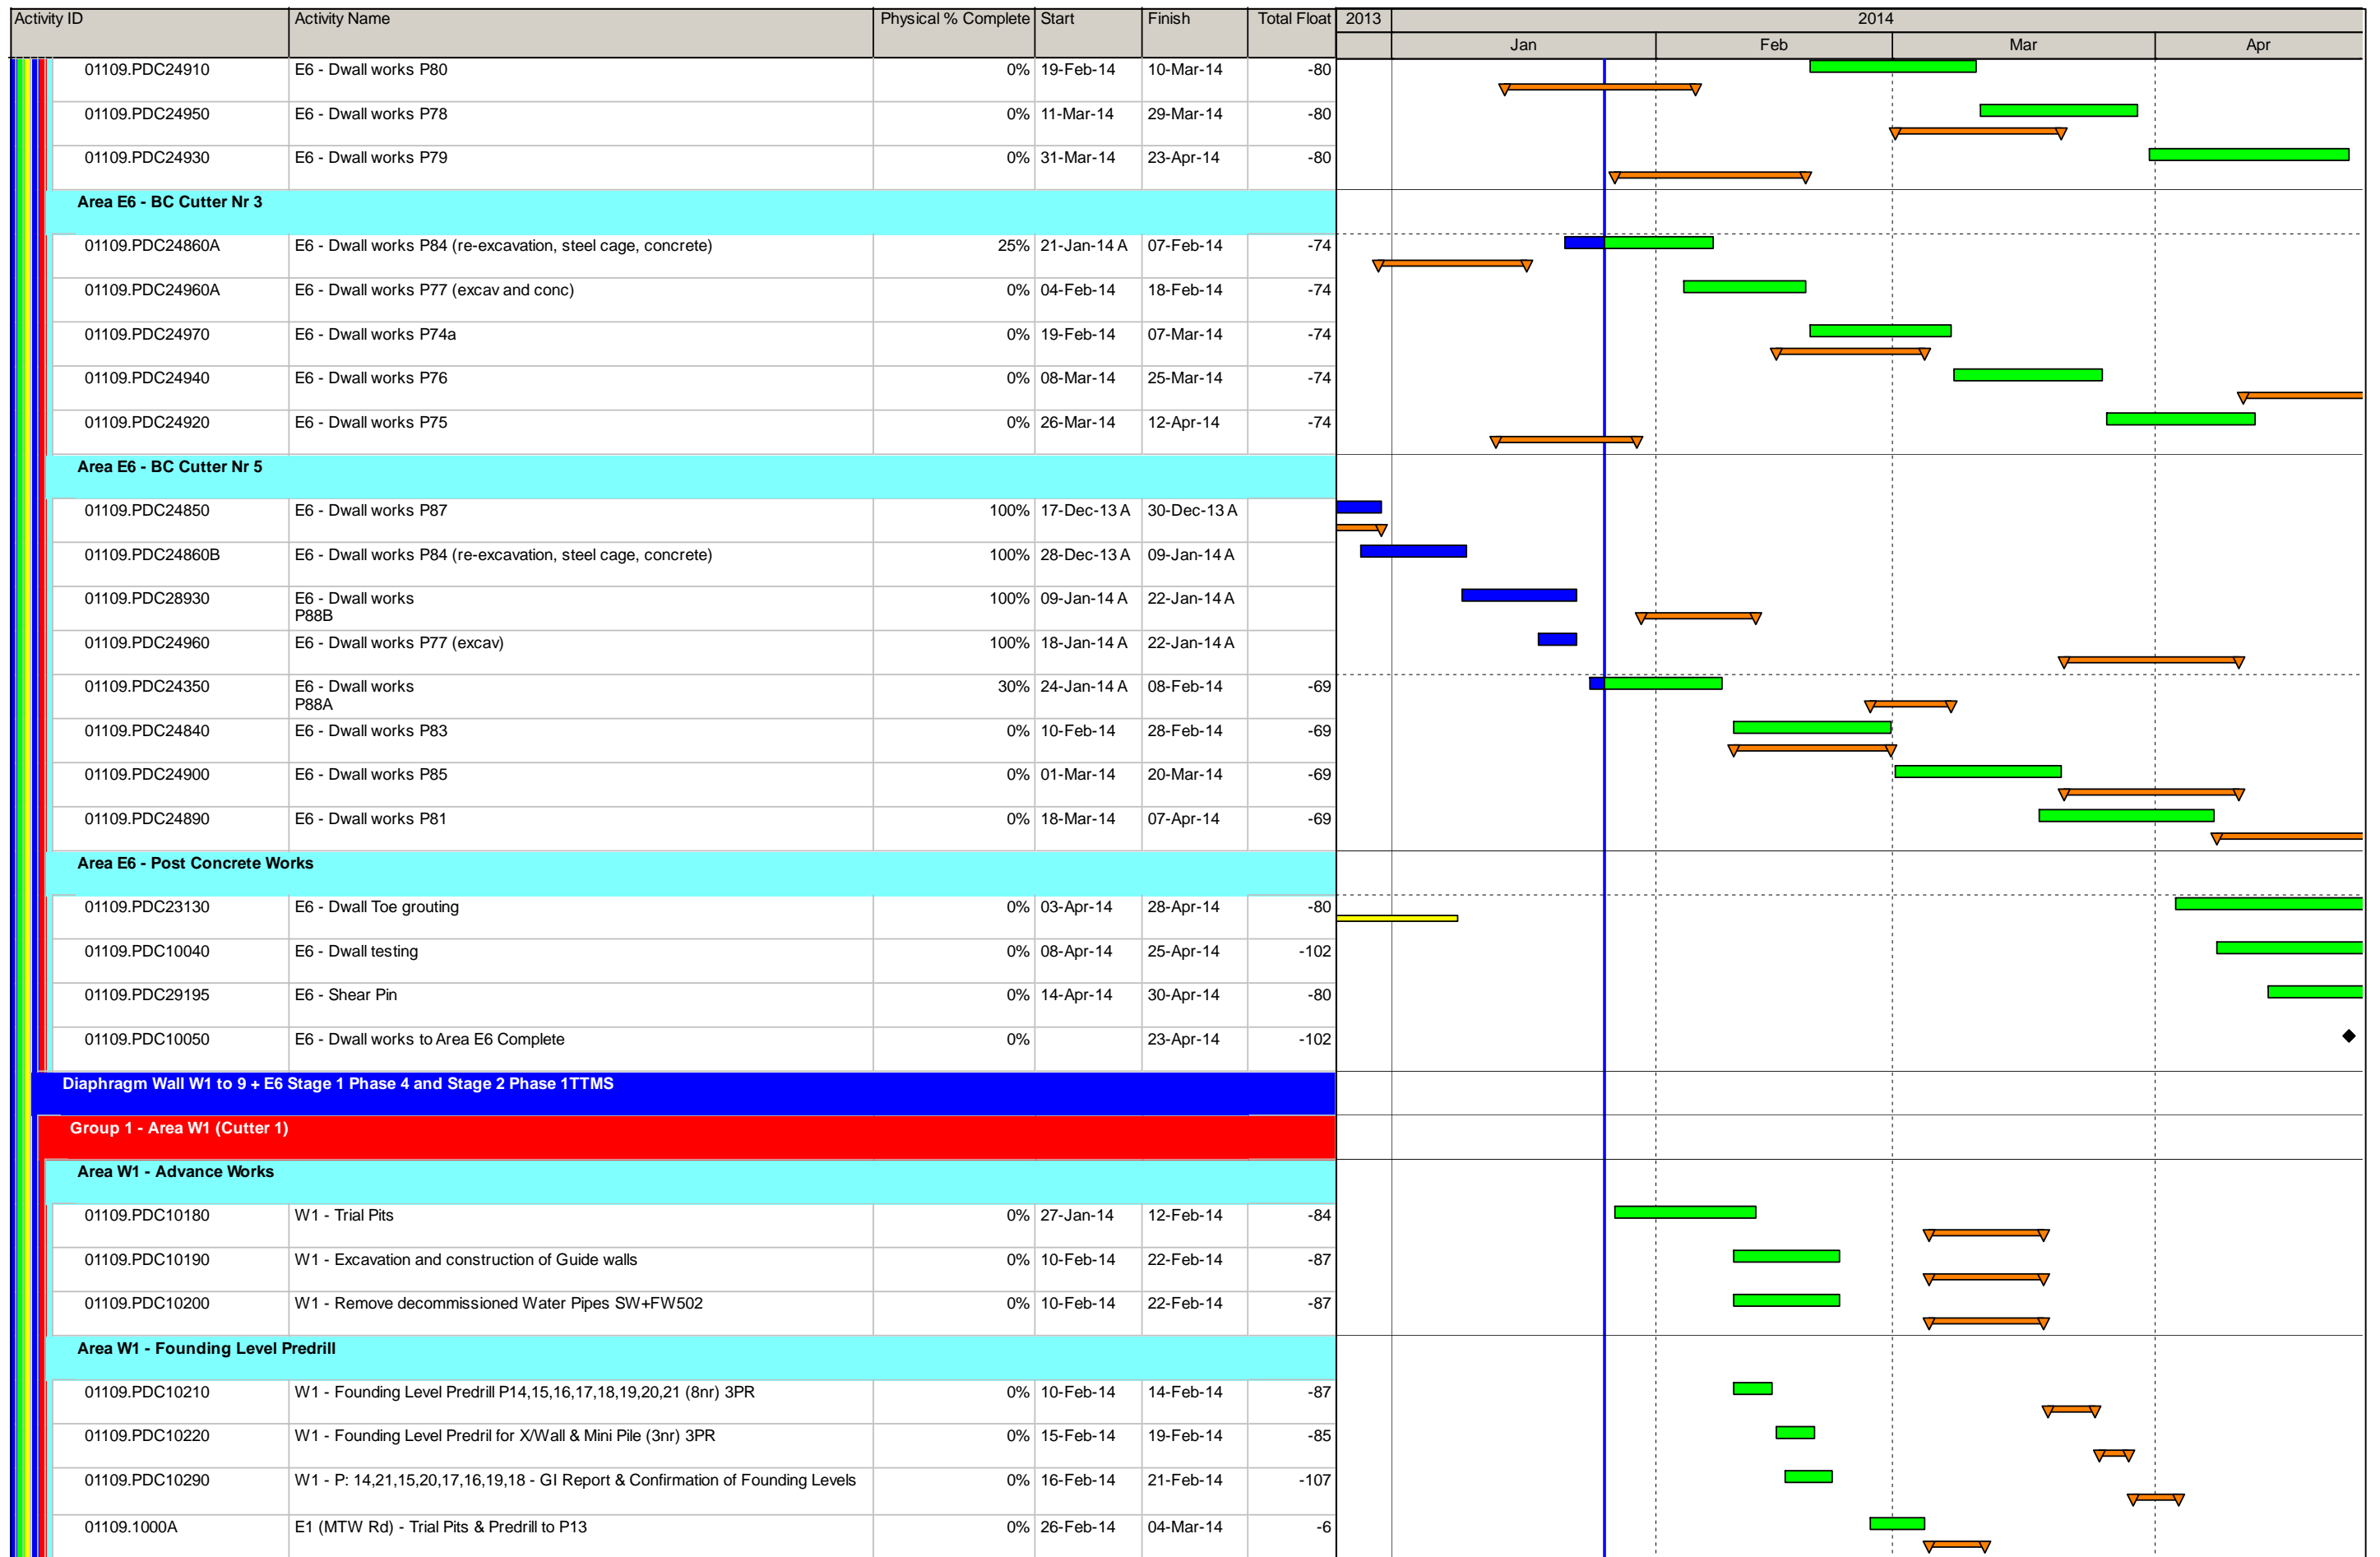 Activity ID Activity Name Physical % Complete Start Finish Total Float 2013 2014
Jan Feb Mar Apr
01109.PDC24910 E6 - Dwall works P80 0% 19-Feb-14 10-Mar-14 -80
01109.PDC24950 E6 - Dwall works P78 0% 11-Mar-14 29-Mar-14 -80
01109.PDC24930 E6 - Dwall works P79 0% 31-Mar-14 23-Apr-14 -80
Area E6 - BC Cutter Nr 3
01109.PDC24860A E6 - Dwall works P84 (re-excavation, steel cage, concrete) 25% 21-Jan-14 A 07-Feb-14 -74
01109.PDC24960A E6 - Dwall works P77 (excav and conc) 0% 04-Feb-14 18-Feb-14 -74
01109.PDC24970 E6 - Dwall works P74a 0% 19-Feb-14 07-Mar-14 -74
01109.PDC24940 E6 - Dwall works P76 0% 08-Mar-14 25-Mar-14 -74
01109.PDC24920 E6 - Dwall works P75 0% 26-Mar-14 12-Apr-14 -74
Area E6 - BC Cutter Nr 5
01109.PDC24850 E6 - Dwall works P87 100% 17-Dec-13 A 30-Dec-13 A
01109.PDC24860B E6 - Dwall works P84 (re-excavation, steel cage, concrete) 100% 28-Dec-13 A 09-Jan-14 A
01109.PDC28930 E6 - Dwall works 100% 09-Jan-14 A 22-Jan-14 A
P88B
01109.PDC24960 E6 - Dwall works P77 (excav) 100% 18-Jan-14 A 22-Jan-14 A
01109.PDC24350 E6 - Dwall works 30% 24-Jan-14 A 08-Feb-14 -69
P88A
01109.PDC24840 E6 - Dwall works P83 0% 10-Feb-14 28-Feb-14 -69
01109.PDC24900 E6 - Dwall works P85 0% 01-Mar-14 20-Mar-14 -69
01109.PDC24890 E6 - Dwall works P81 0% 18-Mar-14 07-Apr-14 -69
Area E6 - Post Concrete Works
01109.PDC23130 E6 - Dwall Toe grouting 0% 03-Apr-14 28-Apr-14 -80
01109.PDC10040 E6 - Dwall testing 0% 08-Apr-14 25-Apr-14 -102
01109.PDC29195 E6 - Shear Pin 0% 14-Apr-14 30-Apr-14 -80
01109.PDC10050 E6 - Dwall works to Area E6 Complete 0% 23-Apr-14 -102
Diaphragm Wall W1 to 9 + E6 Stage 1 Phase 4 and Stage 2 Phase 1TTMS
Group 1 - Area W1 (Cutter 1)
Area W1 - Advance Works
01109.PDC10180 W1 - Trial Pits 0% 27-Jan-14 12-Feb-14 -84
01109.PDC10190 W1 - Excavation and construction of Guide walls 0% 10-Feb-14 22-Feb-14 -87
01109.PDC10200 W1 - Remove decommissioned Water Pipes SW+FW502 0% 10-Feb-14 22-Feb-14 -87
Area W1 - Founding Level Predrill
01109.PDC10210 W1 - Founding Level Predrill P14,15,16,17,18,19,20,21 (8nr) 3PR 0% 10-Feb-14 14-Feb-14 -87
01109.PDC10220 W1 - Founding Level Predril for X/Wall & Mini Pile (3nr) 3PR 0% 15-Feb-14 19-Feb-14 -85
01109.PDC10290 W1 - P: 14,21,15,20,17,16,19,18 - GI Report & Confirmation of Founding Levels 0% 16-Feb-14 21-Feb-14 -107
01109.1000A E1 (MTW Rd) - Trial Pits & Predrill to P13 0% 26-Feb-14 04-Mar-14 -6